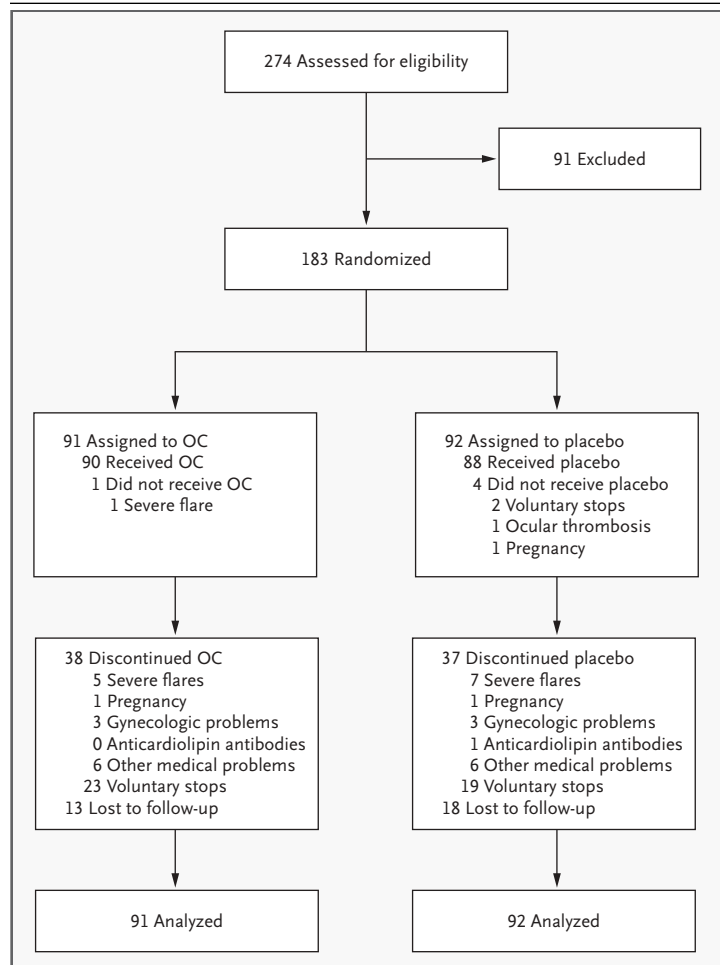 274 Assessed for eligibility
91 Excluded
183 Randomized
91 Assigned to OC
90 Received OC
1 Did not receive OC
1 Severe flare
92 Assigned to placebo
88 Received placebo
4 Did not receive placebo
2 Voluntary stops
1 Ocular thrombosis
1 Pregnancy
38 Discontinued OC
5 Severe flares
1 Pregnancy
3 Gynecologic problems
0 Anticardiolipin antibodies
6 Other medical problems
23 Voluntary stops
13 Lost to follow-up
37 Discontinued placebo
7 Severe flares
1 Pregnancy
3 Gynecologic problems
1 Anticardiolipin antibodies
6 Other medical problems
19 Voluntary stops
18 Lost to follow-up
91 Analyzed
92 Analyzed